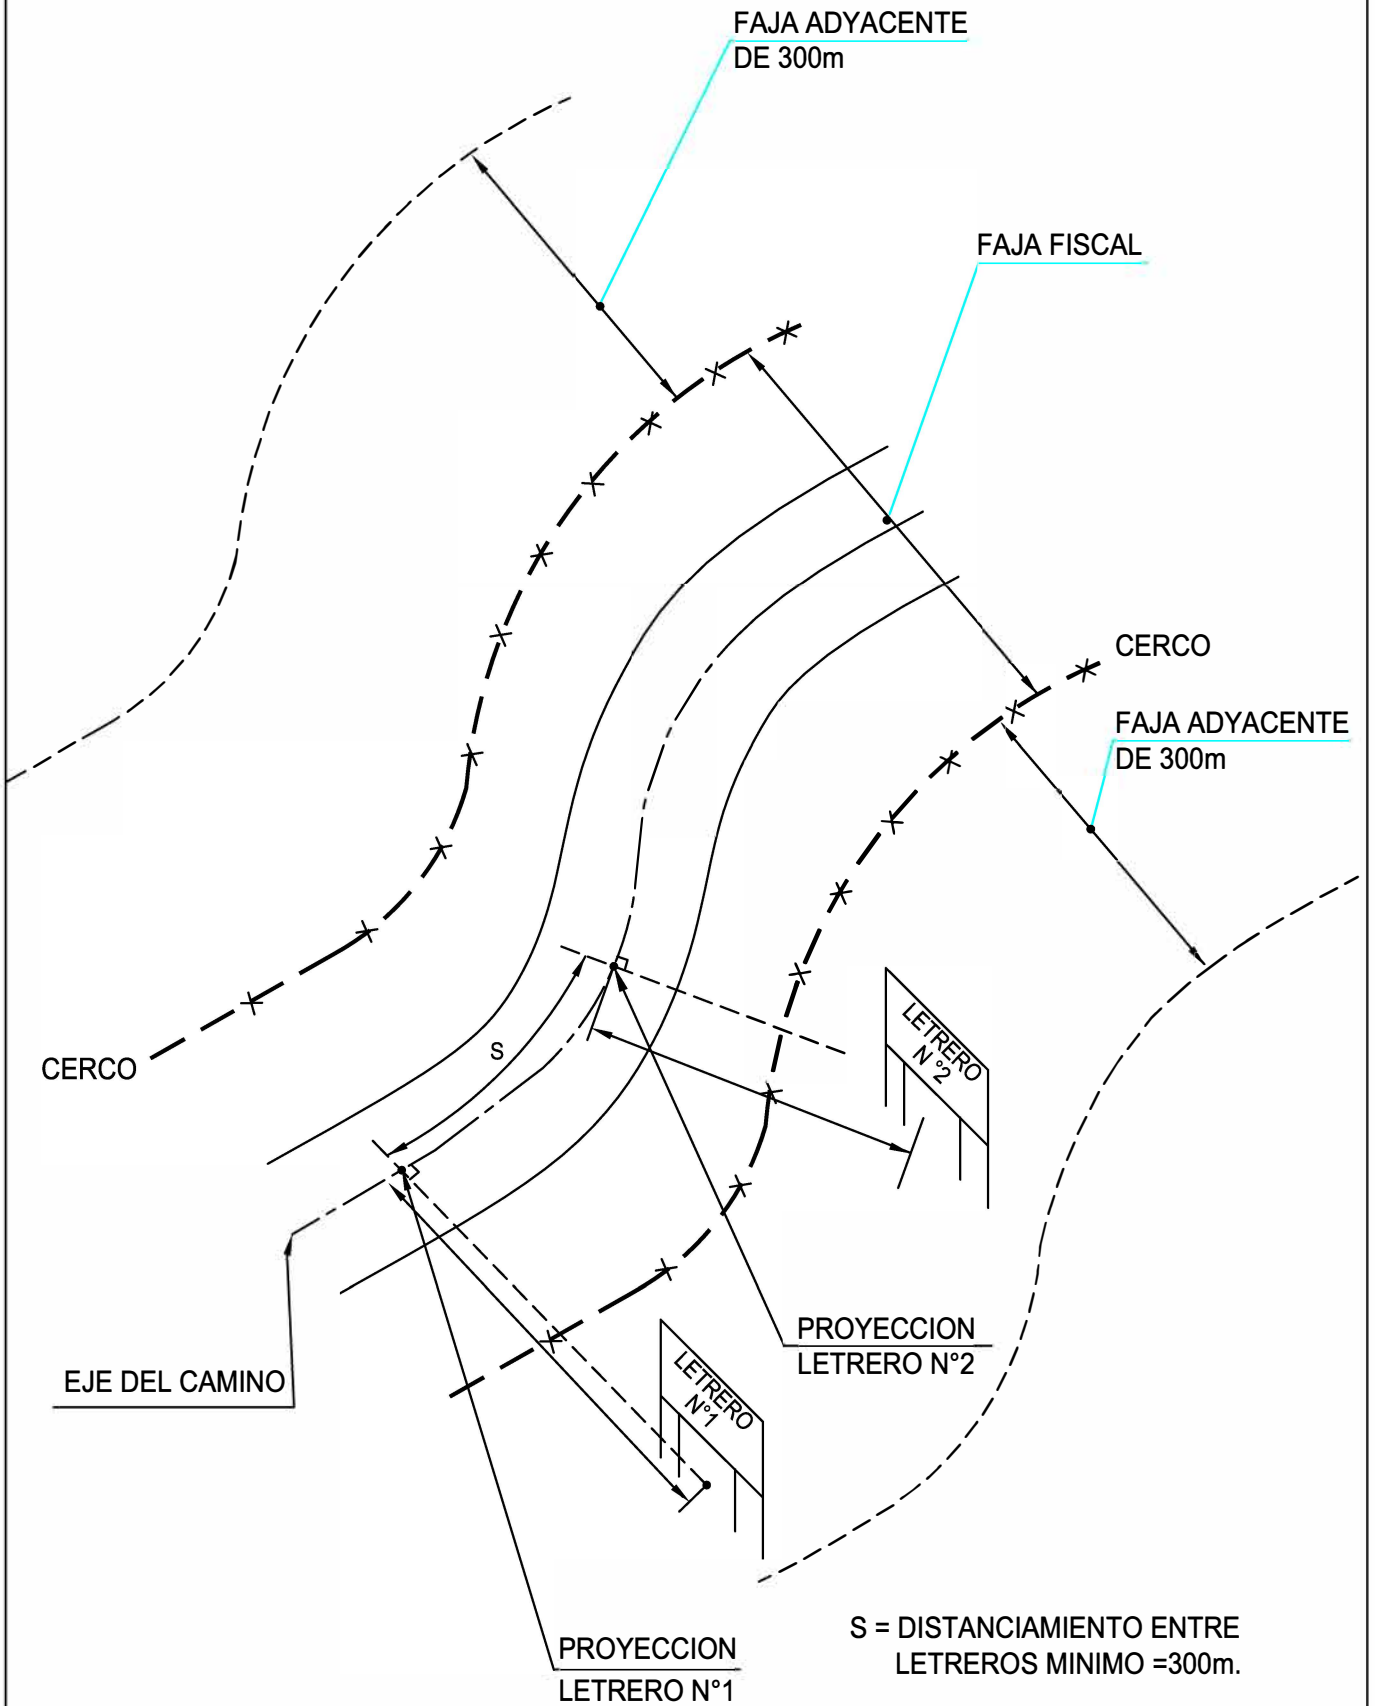 FAJA ADYACENTE
DE 300m
FAJA FISCAL
CERCO
FAJA ADYACENTE
DE 300m
LETRERO
N°2
S
CERCO
PROYECCION
LETRERO N°2
EJE DEL CAMINO
LETRERO
N°1
S = DISTANCIAMIENTO ENTRE
LETREROS MINIMO =300m.
PROYECCION
LETRERO N°1